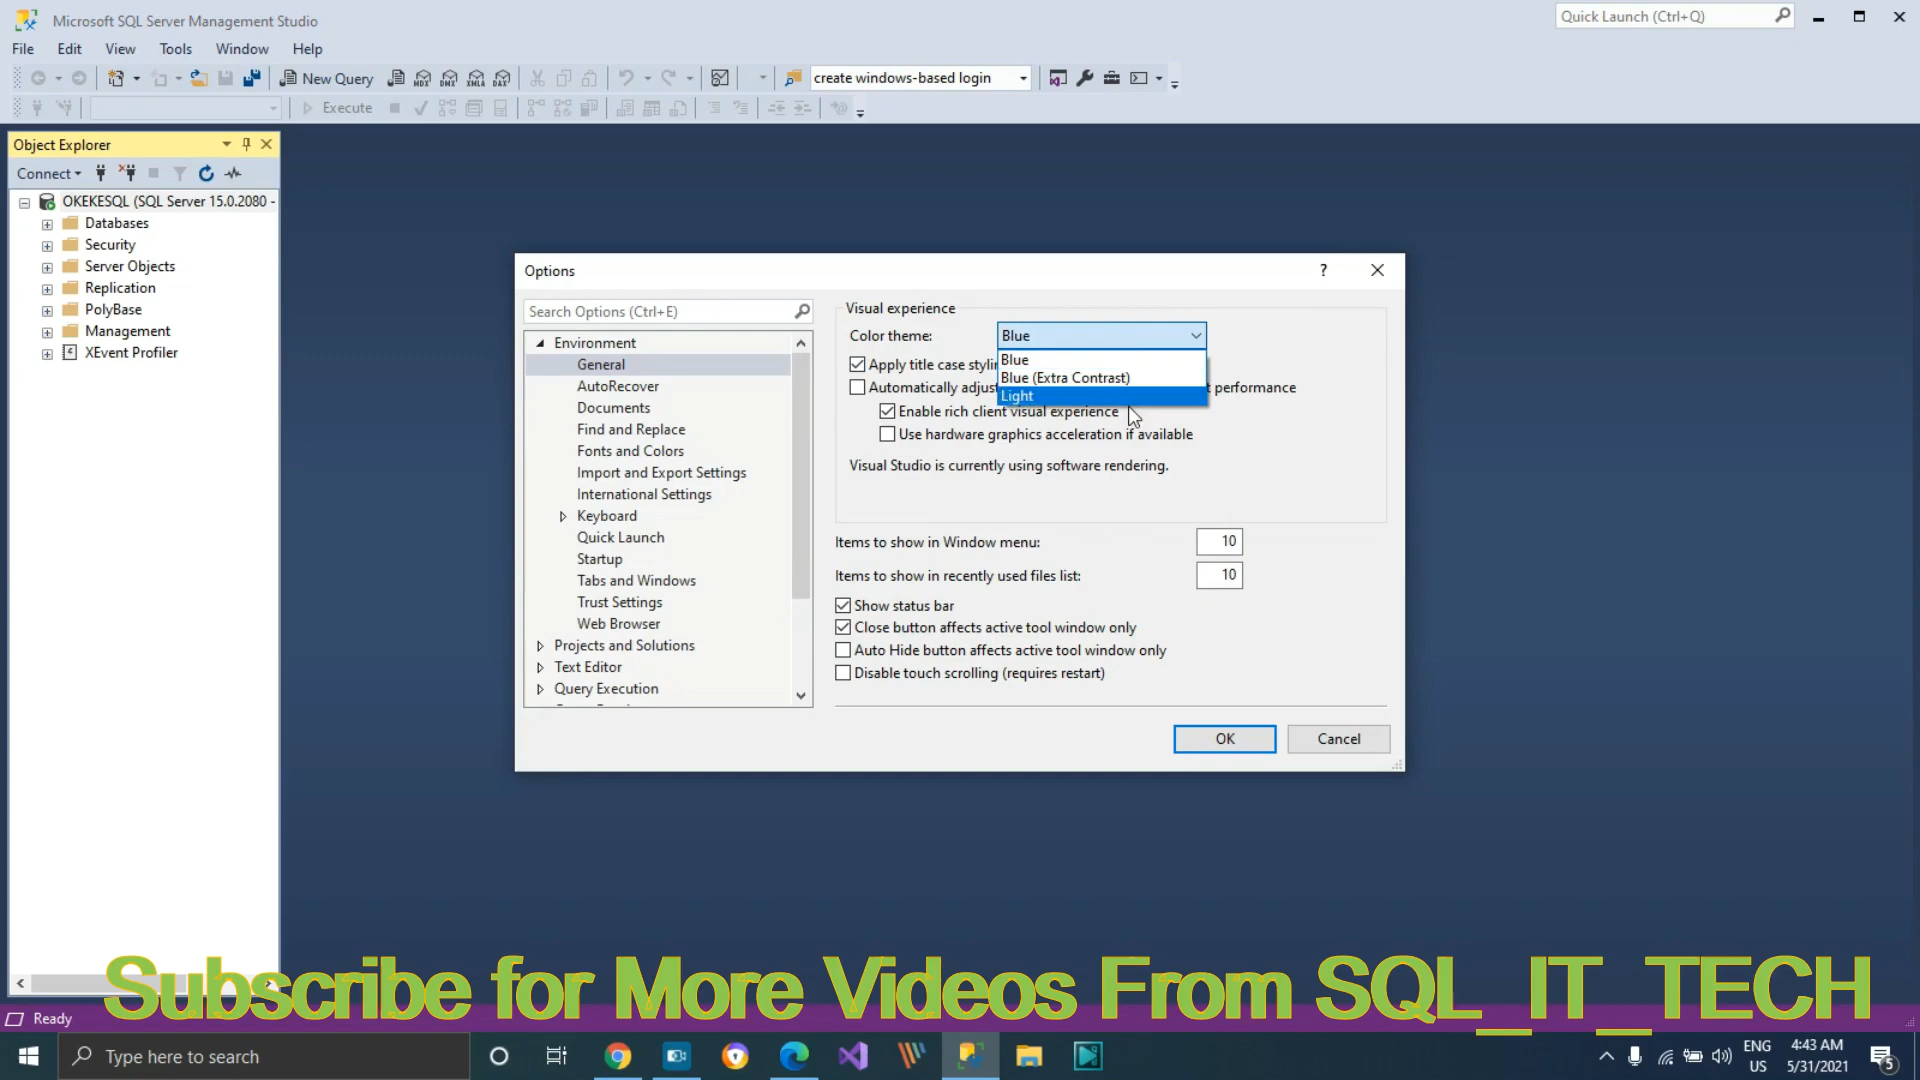 Microsoft SQL Server Management Studio
Quick Launch (Ctrl+Q)
File Edit View Tools Window Help
New Query MDX DMX XMLA DAX create windows-based login
Execute
Object Explorer
Connect
OKEKESQL (SQL Server 15.0.2080 -
Databases
Security
Server Objects
Replication
PolyBase
Management
XEvent Profiler
Options
?
Search Options (Ctrl+E)
Environment
General
AutoRecover
Documents
Find and Replace
Fonts and Colors
Import and Export Settings
International Settings
Keyboard
Quick Launch
Startup
Tabs and Windows
Trust Settings
Web Browser
Projects and Solutions
Text Editor
Query Execution
Visual experience
Color theme: Blue
Blue
Blue (Extra Contrast)
Light
Apply title case
Automatically performance
Enable rich client visual experience
Use hardware graphics acceleration if available
Visual Studio is currently using software rendering.
Items to show in Window menu: 10
Items to show in recently used files list: 10
Show status bar
Close button affects active tool window only
Auto Hide button affects active tool window only
Disable touch scrolling (requires restart)
OK Cancel
Subscribe for More Videos From SQL_IT_TECH
Ready
Type here to search
ENG
US
4:43 AM
5/31/2021
5